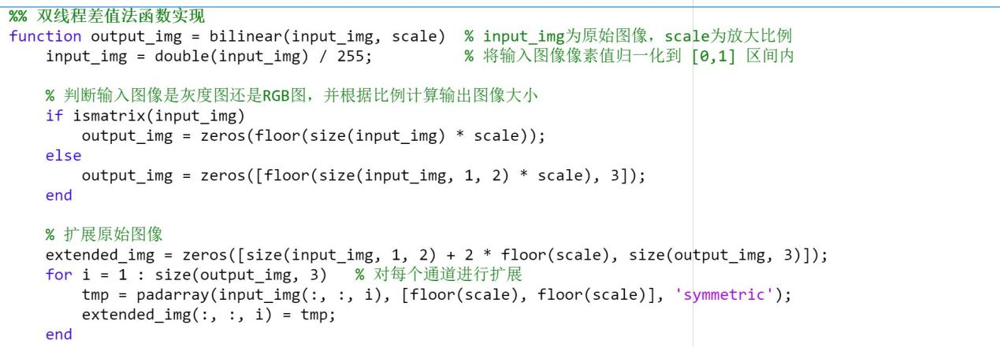 %% 双线程差值法函数实现
function output_img = bilinear(input_img, scale)  % input_img为原始图像，scale为放大比例
    input_img = double(input_img) / 255;          % 将输入图像像素值归一化到 [0,1] 区间内

    % 判断输入图像是灰度图还是RGB图，并根据比例计算输出图像大小
    if ismatrix(input_img)
        output_img = zeros(floor(size(input_img) * scale));
    else
        output_img = zeros([floor(size(input_img, 1, 2) * scale), 3]);
    end

    % 扩展原始图像
    extended_img = zeros([size(input_img, 1, 2) + 2 * floor(scale), size(output_img, 3)]);
    for i = 1 : size(output_img, 3)   % 对每个通道进行扩展
        tmp = padarray(input_img(:, :, i), [floor(scale), floor(scale)], 'symmetric');
        extended_img(:, :, i) = tmp;
    end